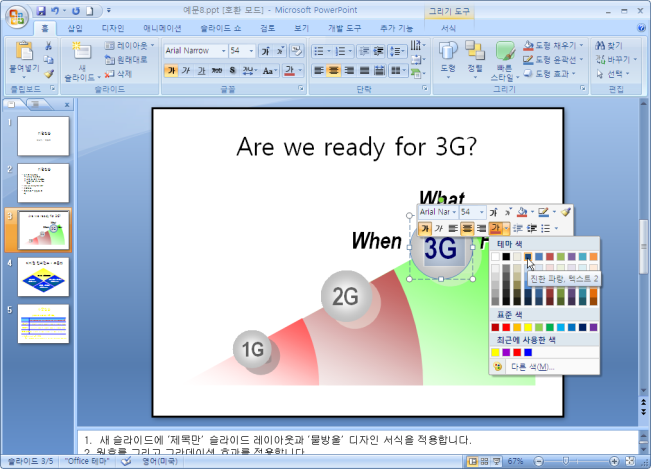 예문8.ppt [호환 모드] - Microsoft PowerPoint
그리기 도구
홈 삽입 디자인 애니메이션 슬라이드 쇼 검토 보기 개발 도구 추가 기능 서식
붙여넣기
새 슬라이드
레이아웃
원래대로
삭제
Arial Narrow 54
도형 정렬 빠른 스타일
도형 채우기
도형 윤곽선
도형 효과
찾기
바꾸기
선택
클립보드 슬라이드 글꼴 단락 그리기 편집
1
2
3
4
5
Are we ready for 3G?
What
When
3G
2G
1G
Arial Nar 54
테마 색
진한 파랑, 텍스트 2
표준 색
최근에 사용한 색
다른 색(M)...
1. 새 슬라이드에 '제목만' 슬라이드 레이아웃과 '물방울' 디자인 서식을 적용합니다.
2. 원호를 그리고 그라데이션 효과를 적용합니다.
슬라이드 3/5 "Office 테마" 영어(미국) 67%